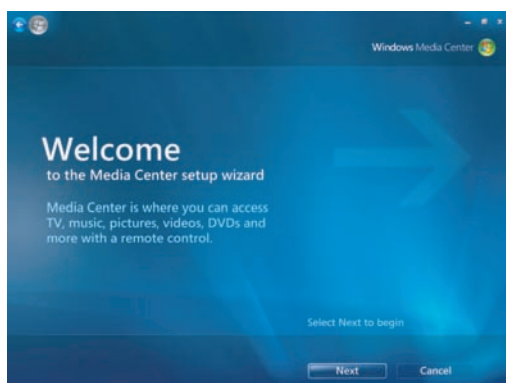 Windows Media Center
Welcome
to the Media Center setup wizard
Media Center is where you can access
TV, music, pictures, videos, DVDs and
more with a remote control.
Select Next to begin
Next Cancel